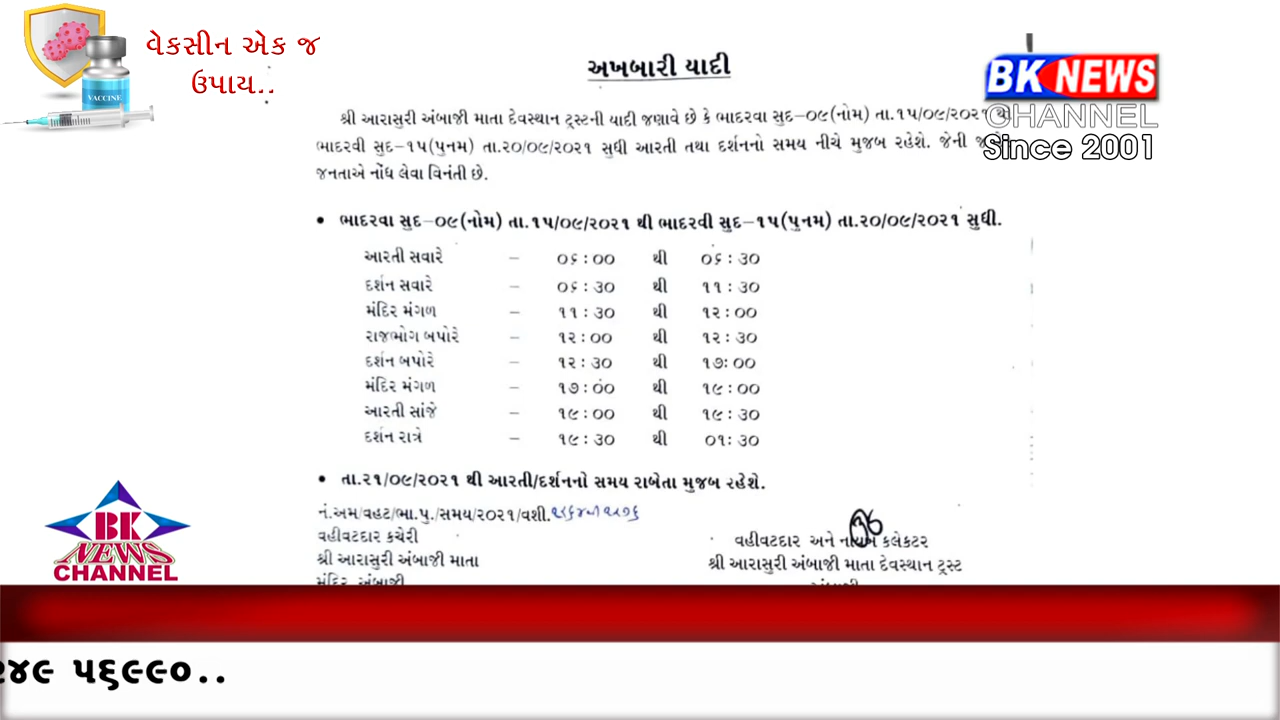 વેકસીન એક જ
ઉપાય..
VACCINE
અખબારી યાદી
BK NEWS
CHANNEL
Since 2001
શ્રી આરાસુરી અંબાજી માતા દેવસ્થાન ટ્રસ્ટની યાદી જણાવે છે કે ભાદરવા સુદ-૦૯(નોમ) તા.૧૫/૦૯/૨૦૨૧
ભાદરવી સુદ-૧૫(પુનમ) તા.૨૦/૦૯/૨૦૨૧ સુધી આરતી તથા દર્શનનો સમય નીચે મુજબ રહેશે. જેની
જનતાએ નોંધ લેવા વિનંતી છે.
• ભાદરવા સુદ-૦૯(નોમ) તા.૧૫/૦૯/૨૦૨૧ થી ભાદરવી સુદ-૧૫(પુનમ) તા.૨૦/૦૯/૨૦૨૧ સુધી.
આરતી સવારે - ૦૬:૦૦ થી ૦૬:૩૦
દર્શન સવારે - ૦૬:૩૦ થી ૧૧:૩૦
મંદિર મંગળ - ૧૧:૩૦ થી ૧૨:૦૦
રાજભોગ બપોરે - ૧૨:૦૦ થી ૧૨:૩૦
દર્શન બપોરે - ૧૨:૩૦ થી ૧૭:૦૦
મંદિર મંગળ - ૧૭:૦૦ થી ૧૯:૦૦
આરતી સાંજે - ૧૯:૦૦ થી ૧૯:૩૦
દર્શન રાત્રે - ૧૯:૩૦ થી ૦૧:૩૦
• તા.૨૧/૦૯/૨૦૨૧ થી આરતી/દર્શનનો સમય રાબેતા મુજબ રહેશે.
નં.અમ/વહટ/ભા.પુ./સમય/૨૦૨૧/વશી.
વહીવટદાર કચેરી
શ્રી આરાસુરી અંબાજી માતા
મંદિર, અંબાજી
વહીવટદાર અને નાયબ કલેકટર
શ્રી આરાસુરી અંબાજી માતા દેવસ્થાન ટ્રસ્ટ
અંબાજી
BK
NEWS
CHANNEL
૨૪૯ ૫૬૯૯૦..